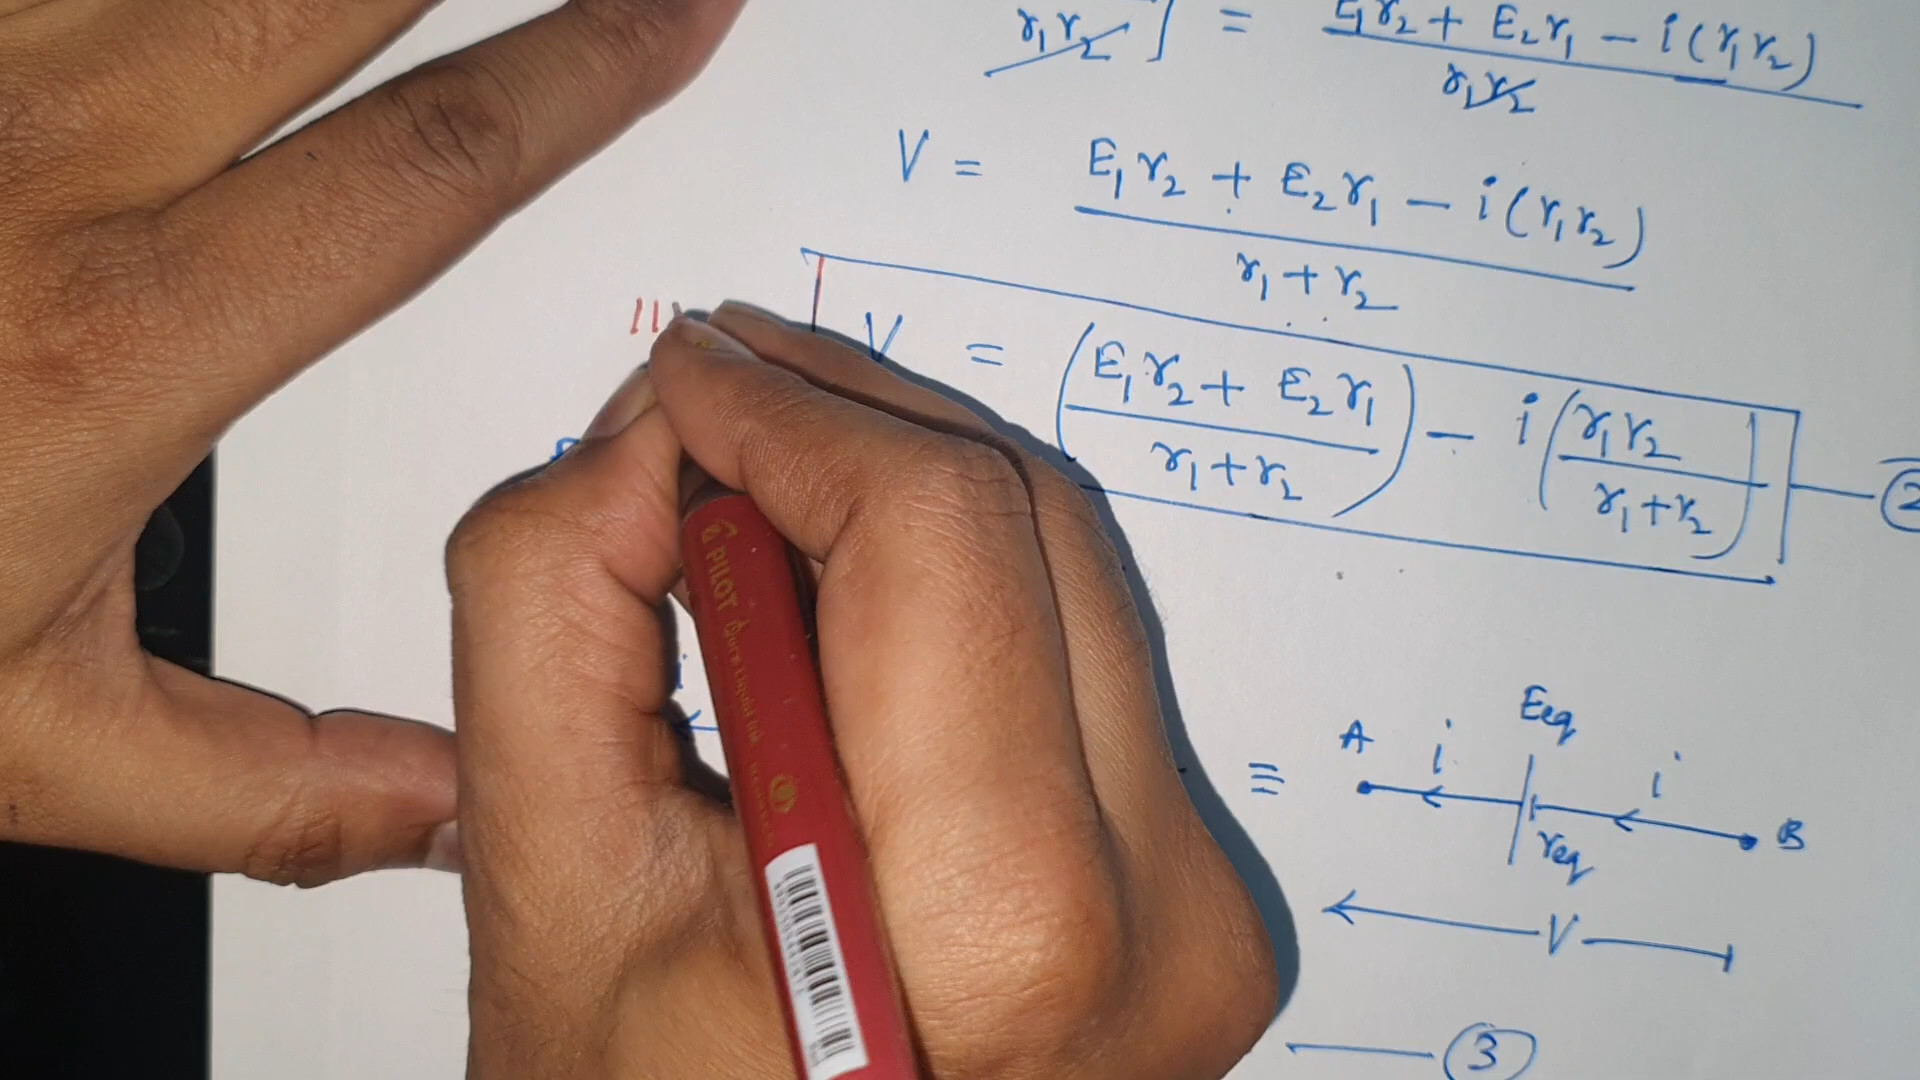 r₁r₂ ] = E₁r₂ + E₂r₁ - i(r₁r₂) / r₁r₂
V = E₁r₂ + E₂r₁ - i(r₁r₂) / r₁+r₂
11
V = (E₁r₂ + E₂r₁ / r₁+r₂) - i(r₁r₂ / r₁+r₂) — ②
PILOT
i
≡ A i Eeq i B
req
V
③